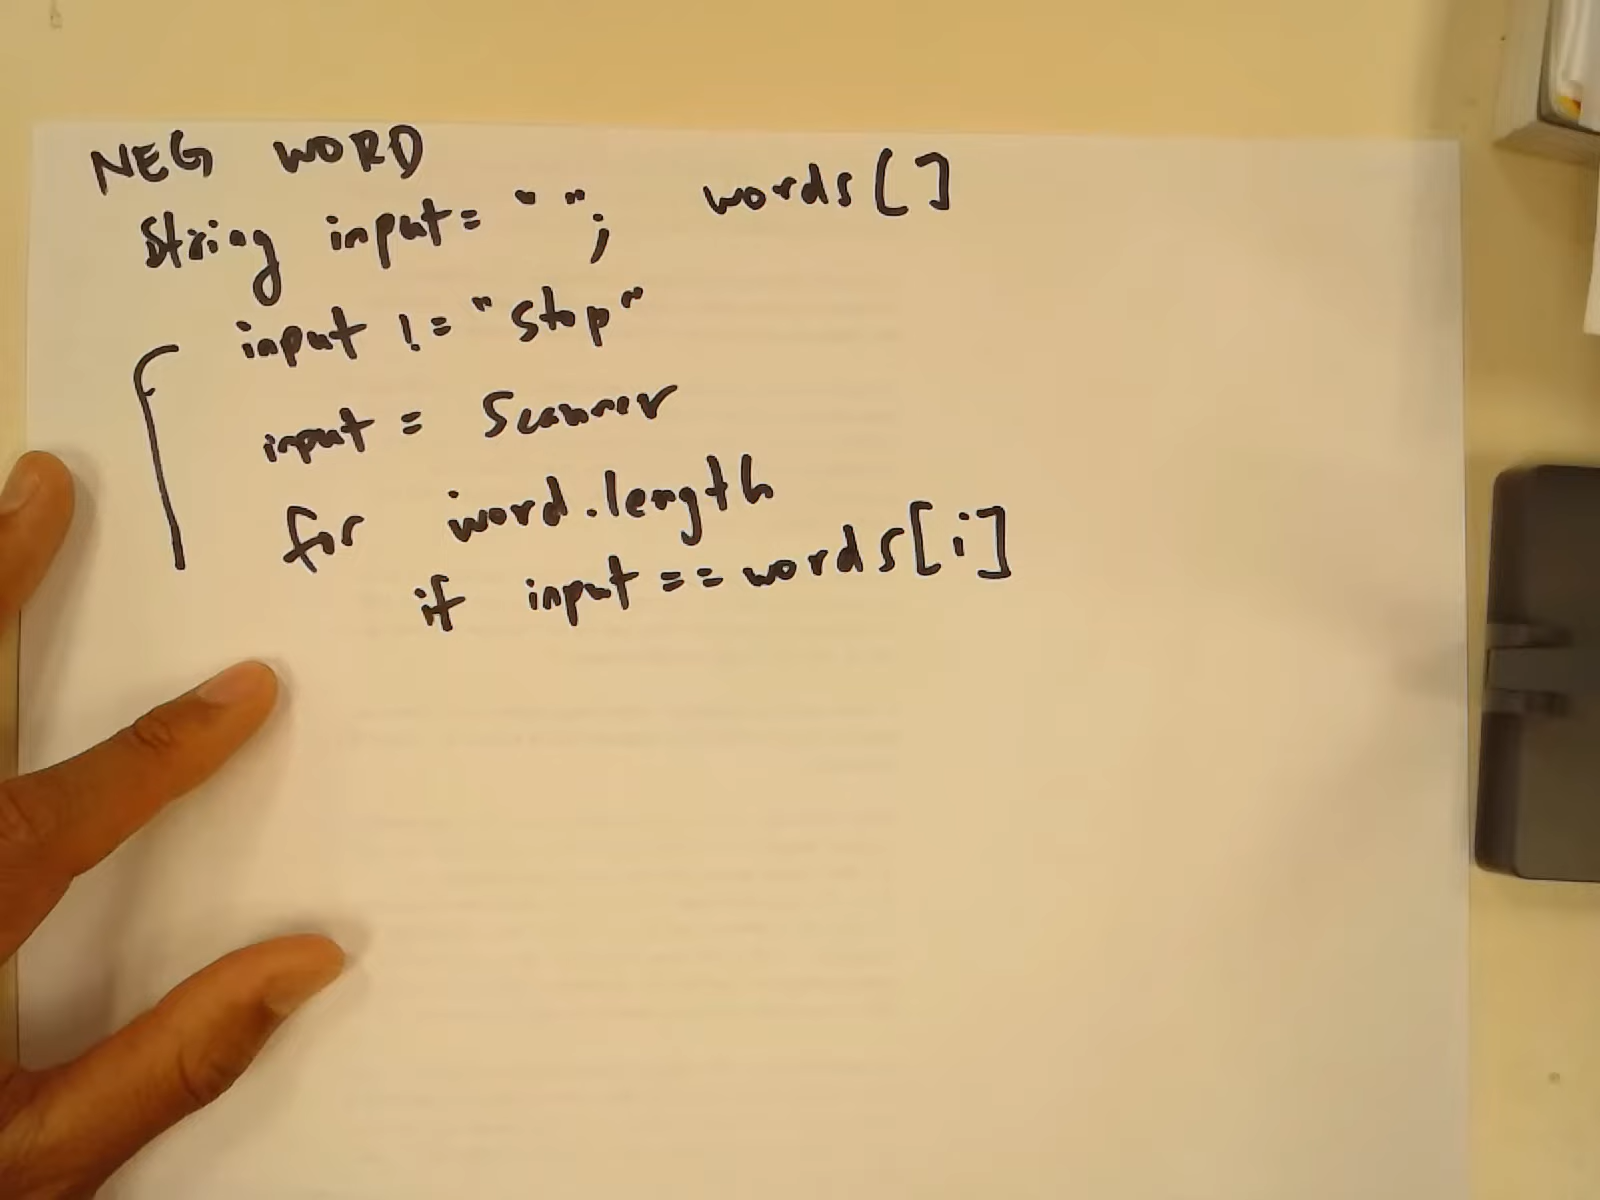 NEG WORD
String input = " "; words[]
input != "stop"
input = Scanner
for word.length
if input == words[i]